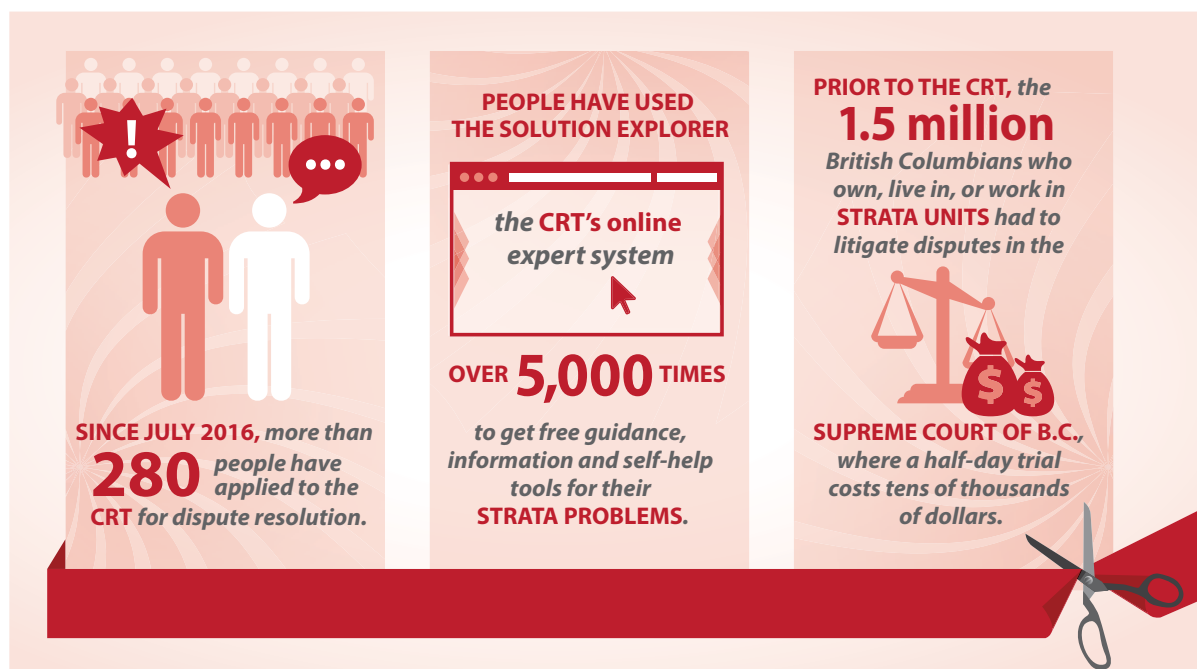 !
...
SINCE JULY 2016, more than
280 people have
applied to the
CRT for dispute resolution.
PEOPLE HAVE USED
THE SOLUTION EXPLORER
the CRT's online
expert system
OVER 5,000 TIMES
to get free guidance,
information and self-help
tools for their
STRATA PROBLEMS.
PRIOR TO THE CRT, the
1.5 million
British Columbians who
own, live in, or work in
STRATA UNITS had to
litigate disputes in the
$
$
SUPREME COURT OF B.C.,
where a half-day trial
costs tens of thousands
of dollars.